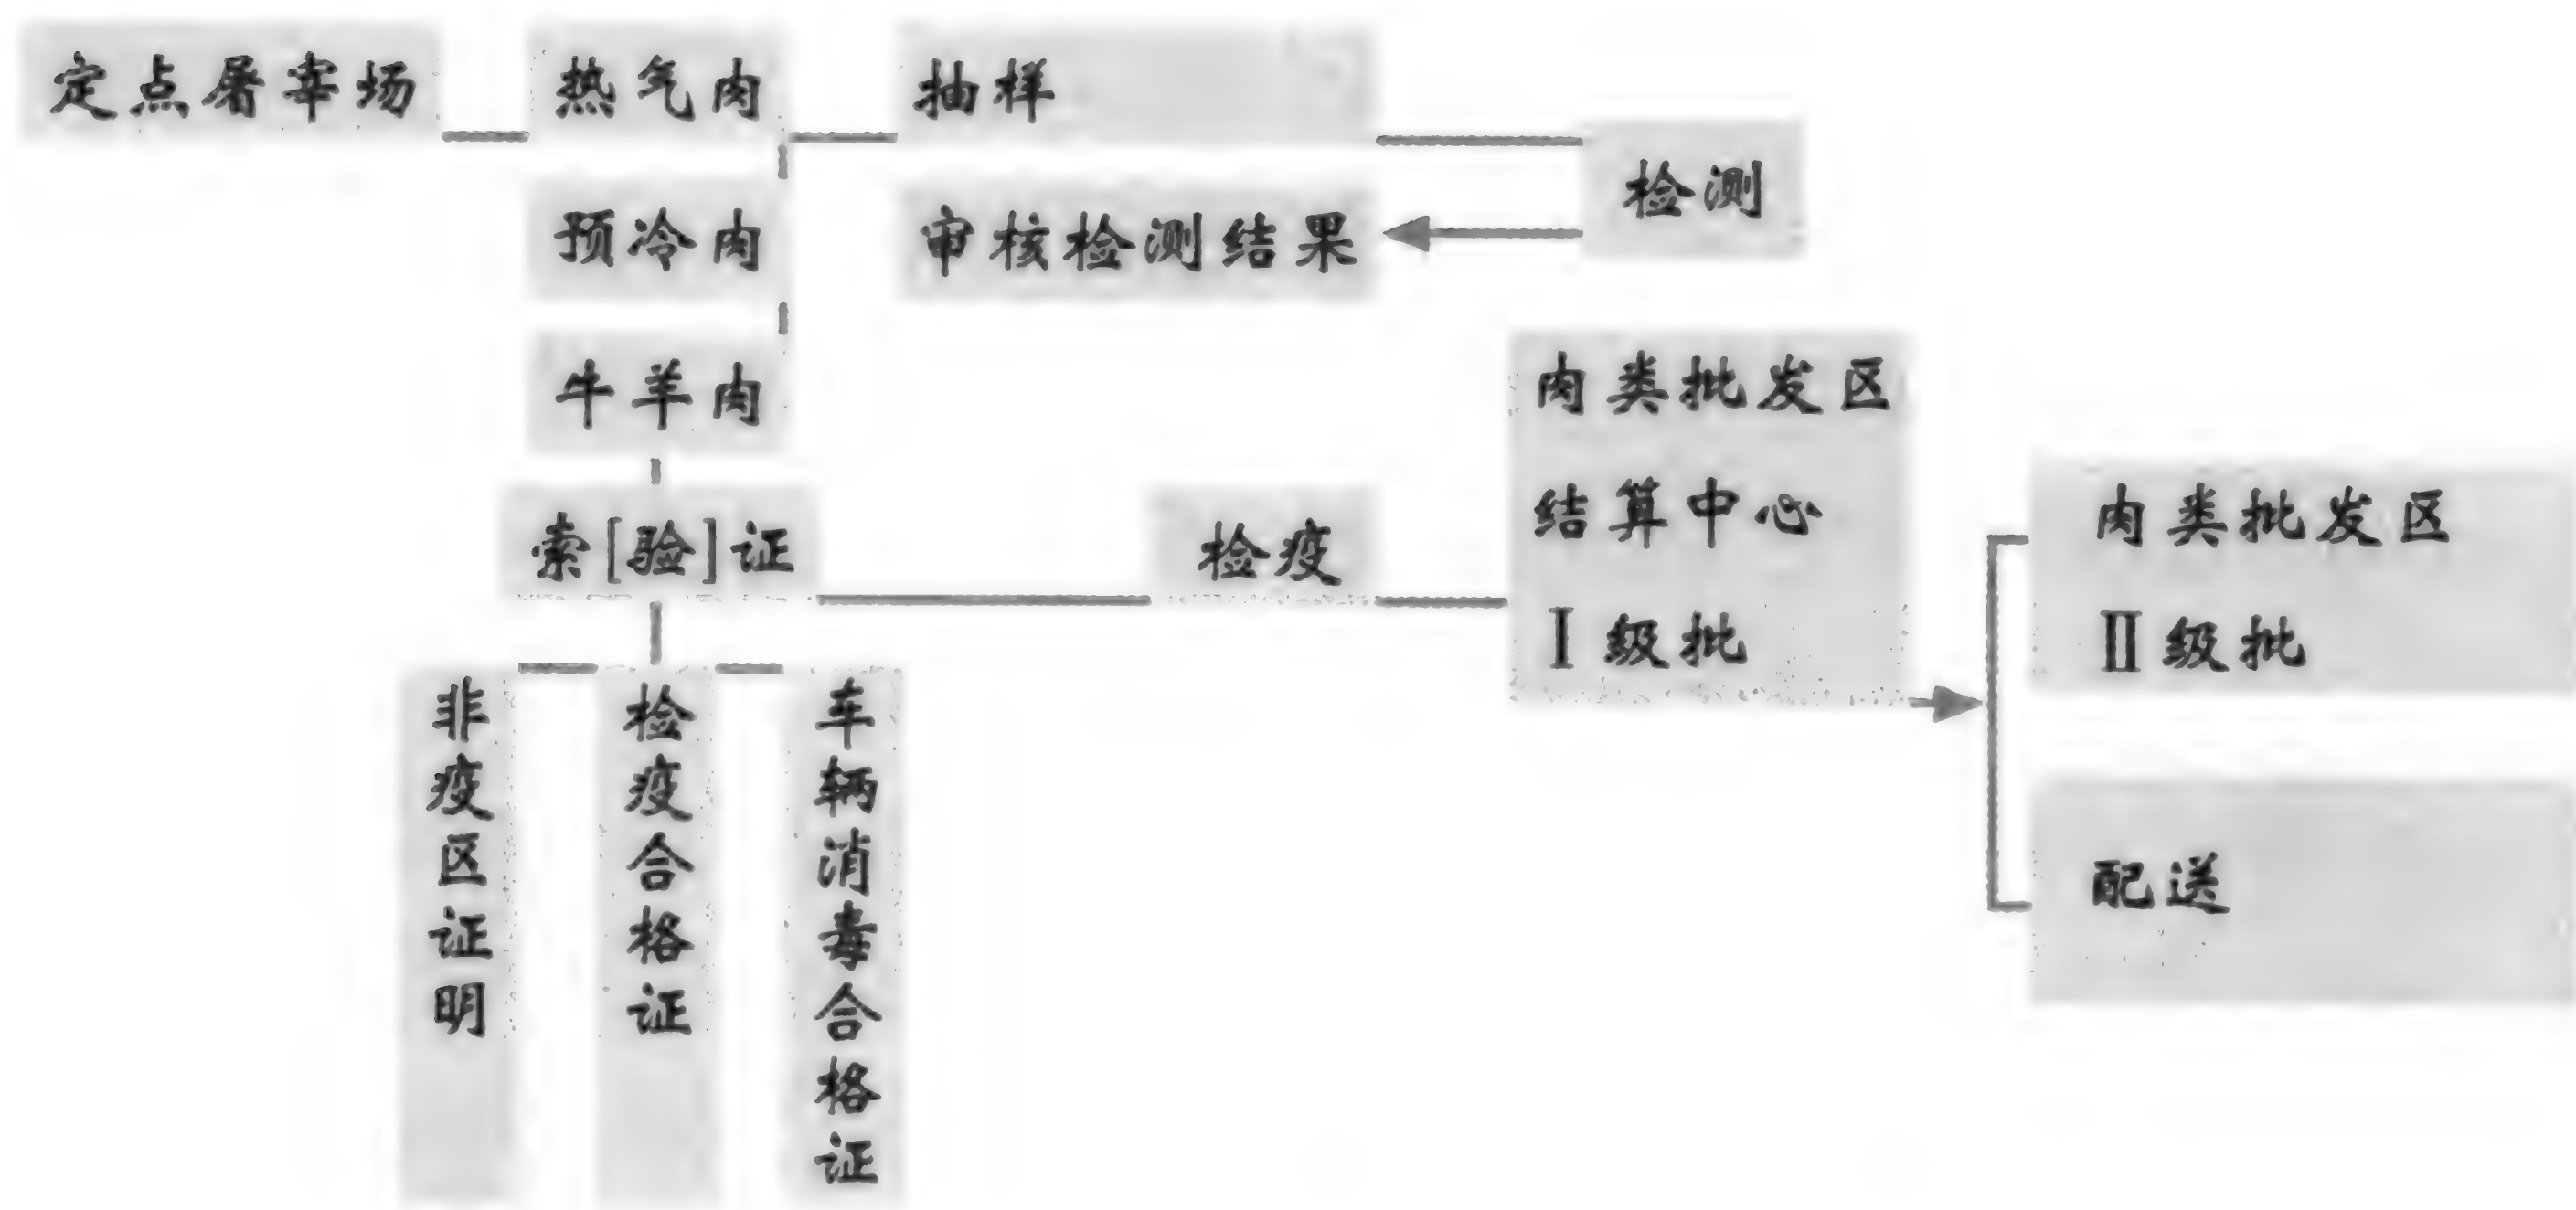 定点屠宰场
热气肉
抽样
检测
预冷肉
审核检测结果
牛羊肉
肉类批发区
结算中心
Ⅰ级批
索[验]证
检疫
肉类批发区
Ⅱ级批
配送
非疫区证明
检疫合格证
车辆消毒合格证